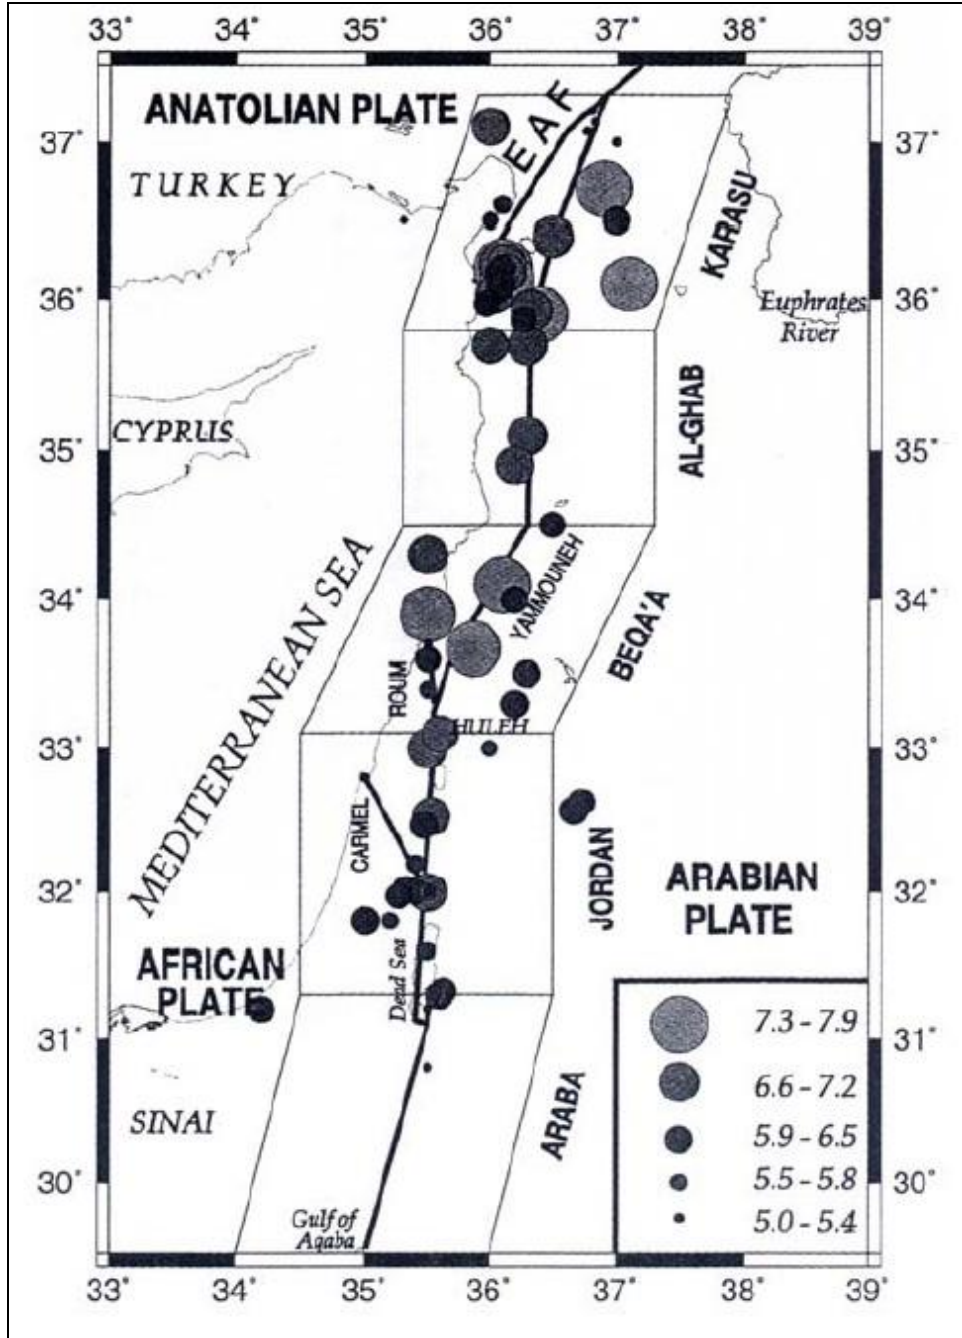 33° 34° 35° 36° 37° 38° 39°
ANATOLIAN PLATE
EAF
37° 37°
TURKEY
KARASU
36° 36°
Euphrates
River
CYPRUS
AL-GHAB
35° 35°
MEDITERRANEAN SEA
YAMMOUNEH
34° 34°
BEQA'A
ROUM
HULEH
33° 33°
CARMEL
JORDAN
32° 32°
ARABIAN
PLATE
Dead Sea
AFRICAN
PLATE
31° 31°
7.3 - 7.9
6.6 - 7.2
5.9 - 6.5
5.5 - 5.8
5.0 - 5.4
SINAI
ARABA
30° 30°
Gulf of
Aqaba
33° 34° 35° 36° 37° 38° 39°